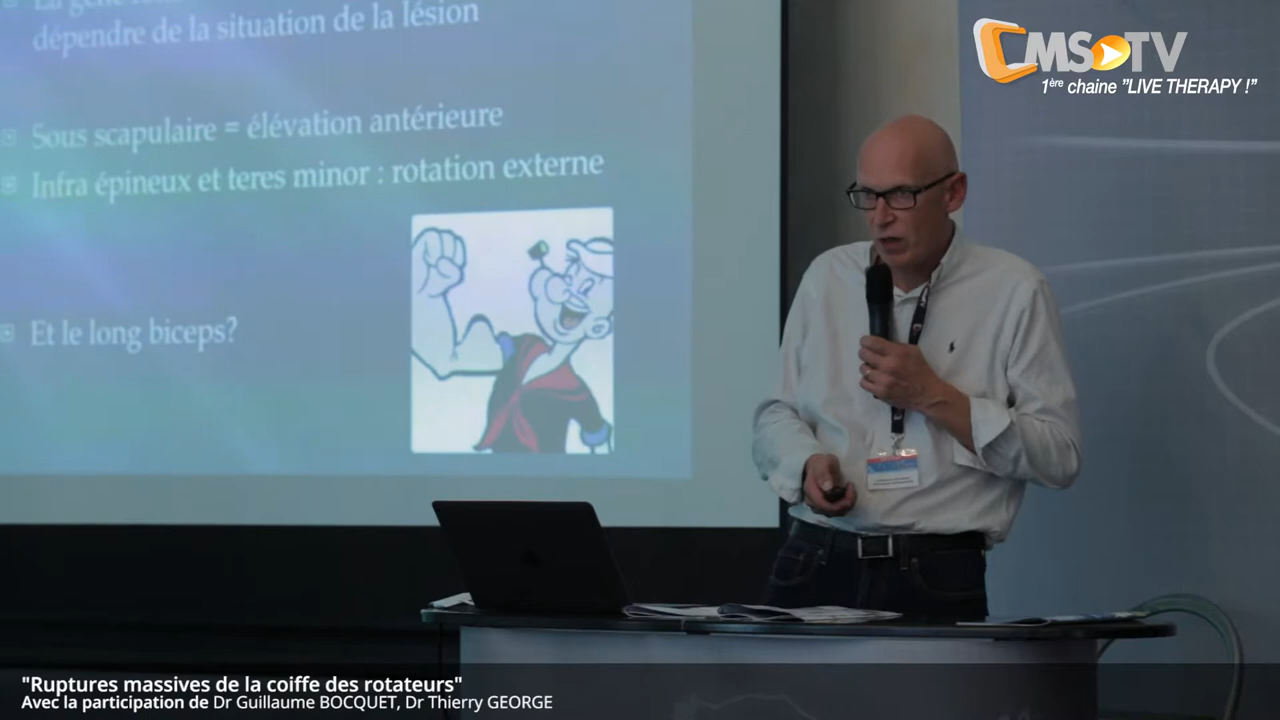 dépendre de la situation de la lésion
Sous scapulaire = élévation antérieure
Infra épineux et teres minor : rotation externe
Et le long biceps?
CMS TV
1ère chaine "LIVE THERAPY !"
"Ruptures massives de la coiffe des rotateurs"
Avec la participation de Dr Guillaume BOCQUET, Dr Thierry GEORGE